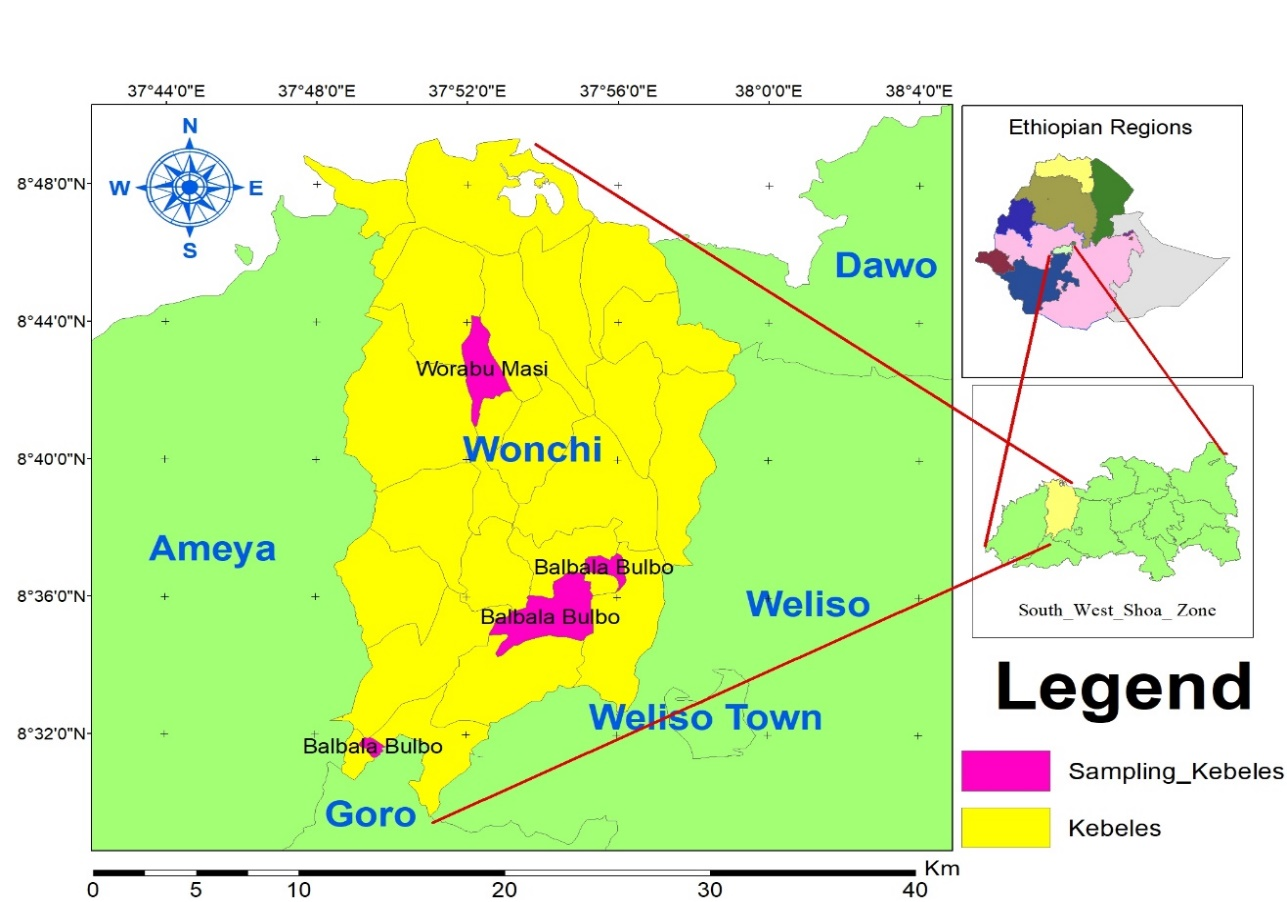 37°44'0"E 37°48'0"E 37°52'0"E 37°56'0"E 38°0'0"E 38°4'0"E
N
W E
S
8°48'0"N
8°44'0"N
8°40'0"N
8°36'0"N
8°32'0"N
Dawo
Worabu Masi
Wonchi
Ameya
Balbala Bulbo
Balbala Bulbo
Weliso
Weliso Town
Balbala Bulbo
Goro
Km
0 5 10 20 30 40
Ethiopian Regions
South_West_Shoa_ Zone
Legend
Sampling_Kebeles
Kebeles